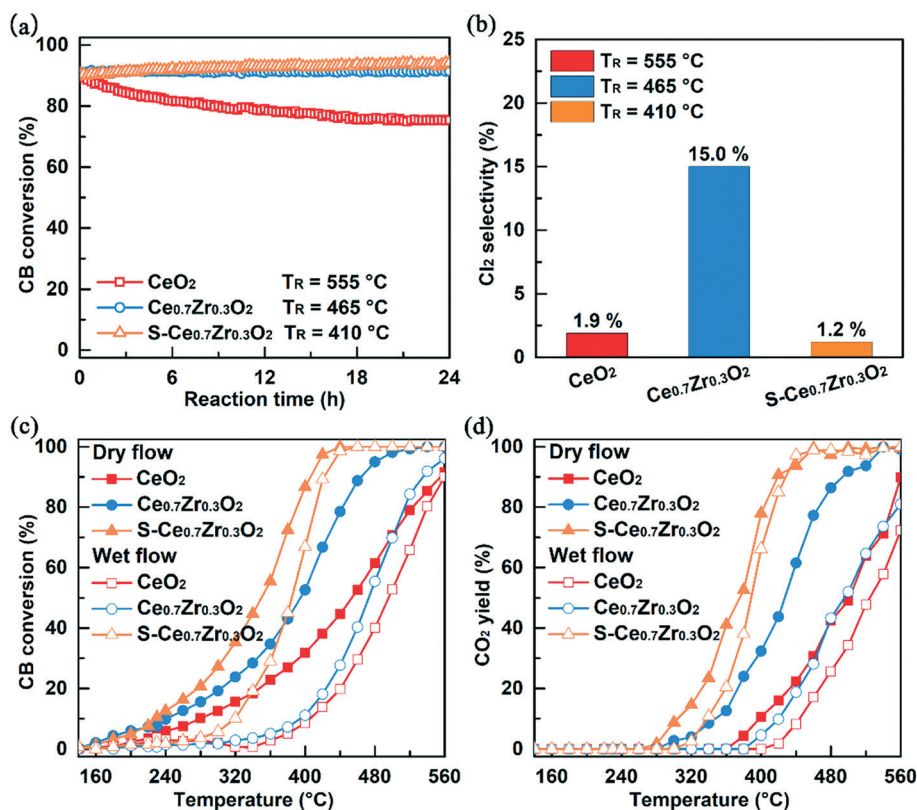 (a)
100
80
60
40
20
0
CB conversion (%)
CeO₂ TR = 555 °C
Ce0.7Zr0.3O₂ TR = 465 °C
S-Ce0.7Zr0.3O₂ TR = 410 °C
0 6 12 18 24
Reaction time (h)
(b)
25
20
15
10
5
0
Cl₂ selectivity (%)
TR = 555 °C
TR = 465 °C
TR = 410 °C
1.9 %
15.0 %
1.2 %
CeO₂ Ce0.7Zr0.3O₂ S-Ce0.7Zr0.3O₂
(c)
100
80
60
40
20
0
CB conversion (%)
Dry flow
CeO₂
Ce0.7Zr0.3O₂
S-Ce0.7Zr0.3O₂
Wet flow
CeO₂
Ce0.7Zr0.3O₂
S-Ce0.7Zr0.3O₂
160 240 320 400 480 560
Temperature (°C)
(d)
100
80
60
40
20
0
CO₂ yield (%)
Dry flow
CeO₂
Ce0.7Zr0.3O₂
S-Ce0.7Zr0.3O₂
Wet flow
CeO₂
Ce0.7Zr0.3O₂
S-Ce0.7Zr0.3O₂
160 240 320 400 480 560
Temperature (°C)